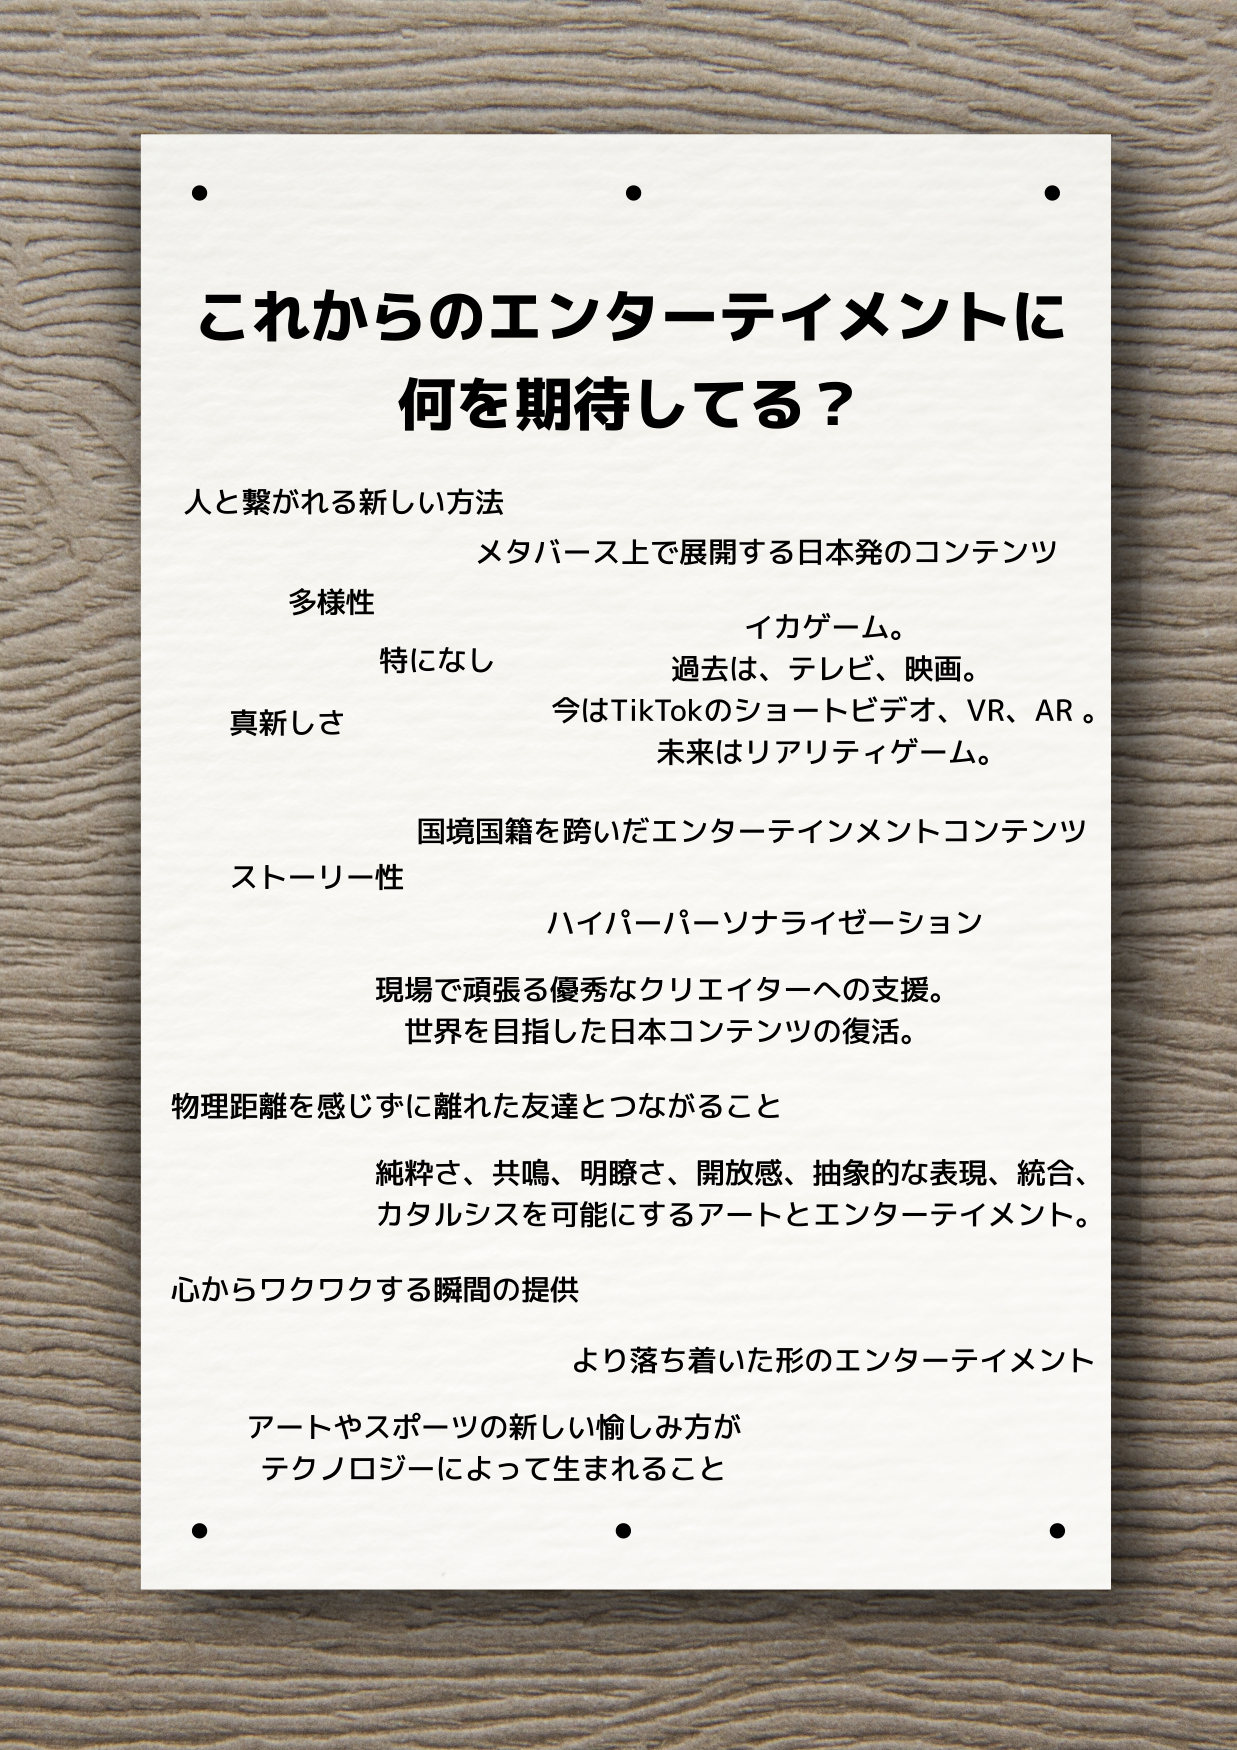 これからのエンターテイメントに
何を期待してる？
人と繋がれる新しい方法
メタバース上で展開する日本発のコンテンツ
多様性
イカゲーム。
特になし
過去は、テレビ、映画。
今はTikTokのショートビデオ、VR、AR 。
真新しさ
未来はリアリティゲーム。
国境国籍を跨いだエンターテインメントコンテンツ
ストーリー性
ハイパーパーソナライゼーション
現場で頑張る優秀なクリエイターへの支援。
世界を目指した日本コンテンツの復活。
物理距離を感じずに離れた友達とつながること
純粋さ、共鳴、明瞭さ、開放感、抽象的な表現、統合、
カタルシスを可能にするアートとエンターテイメント。
心からワクワクする瞬間の提供
より落ち着いた形のエンターテイメント
アートやスポーツの新しい愉しみ方が
テクノロジーによって生まれること